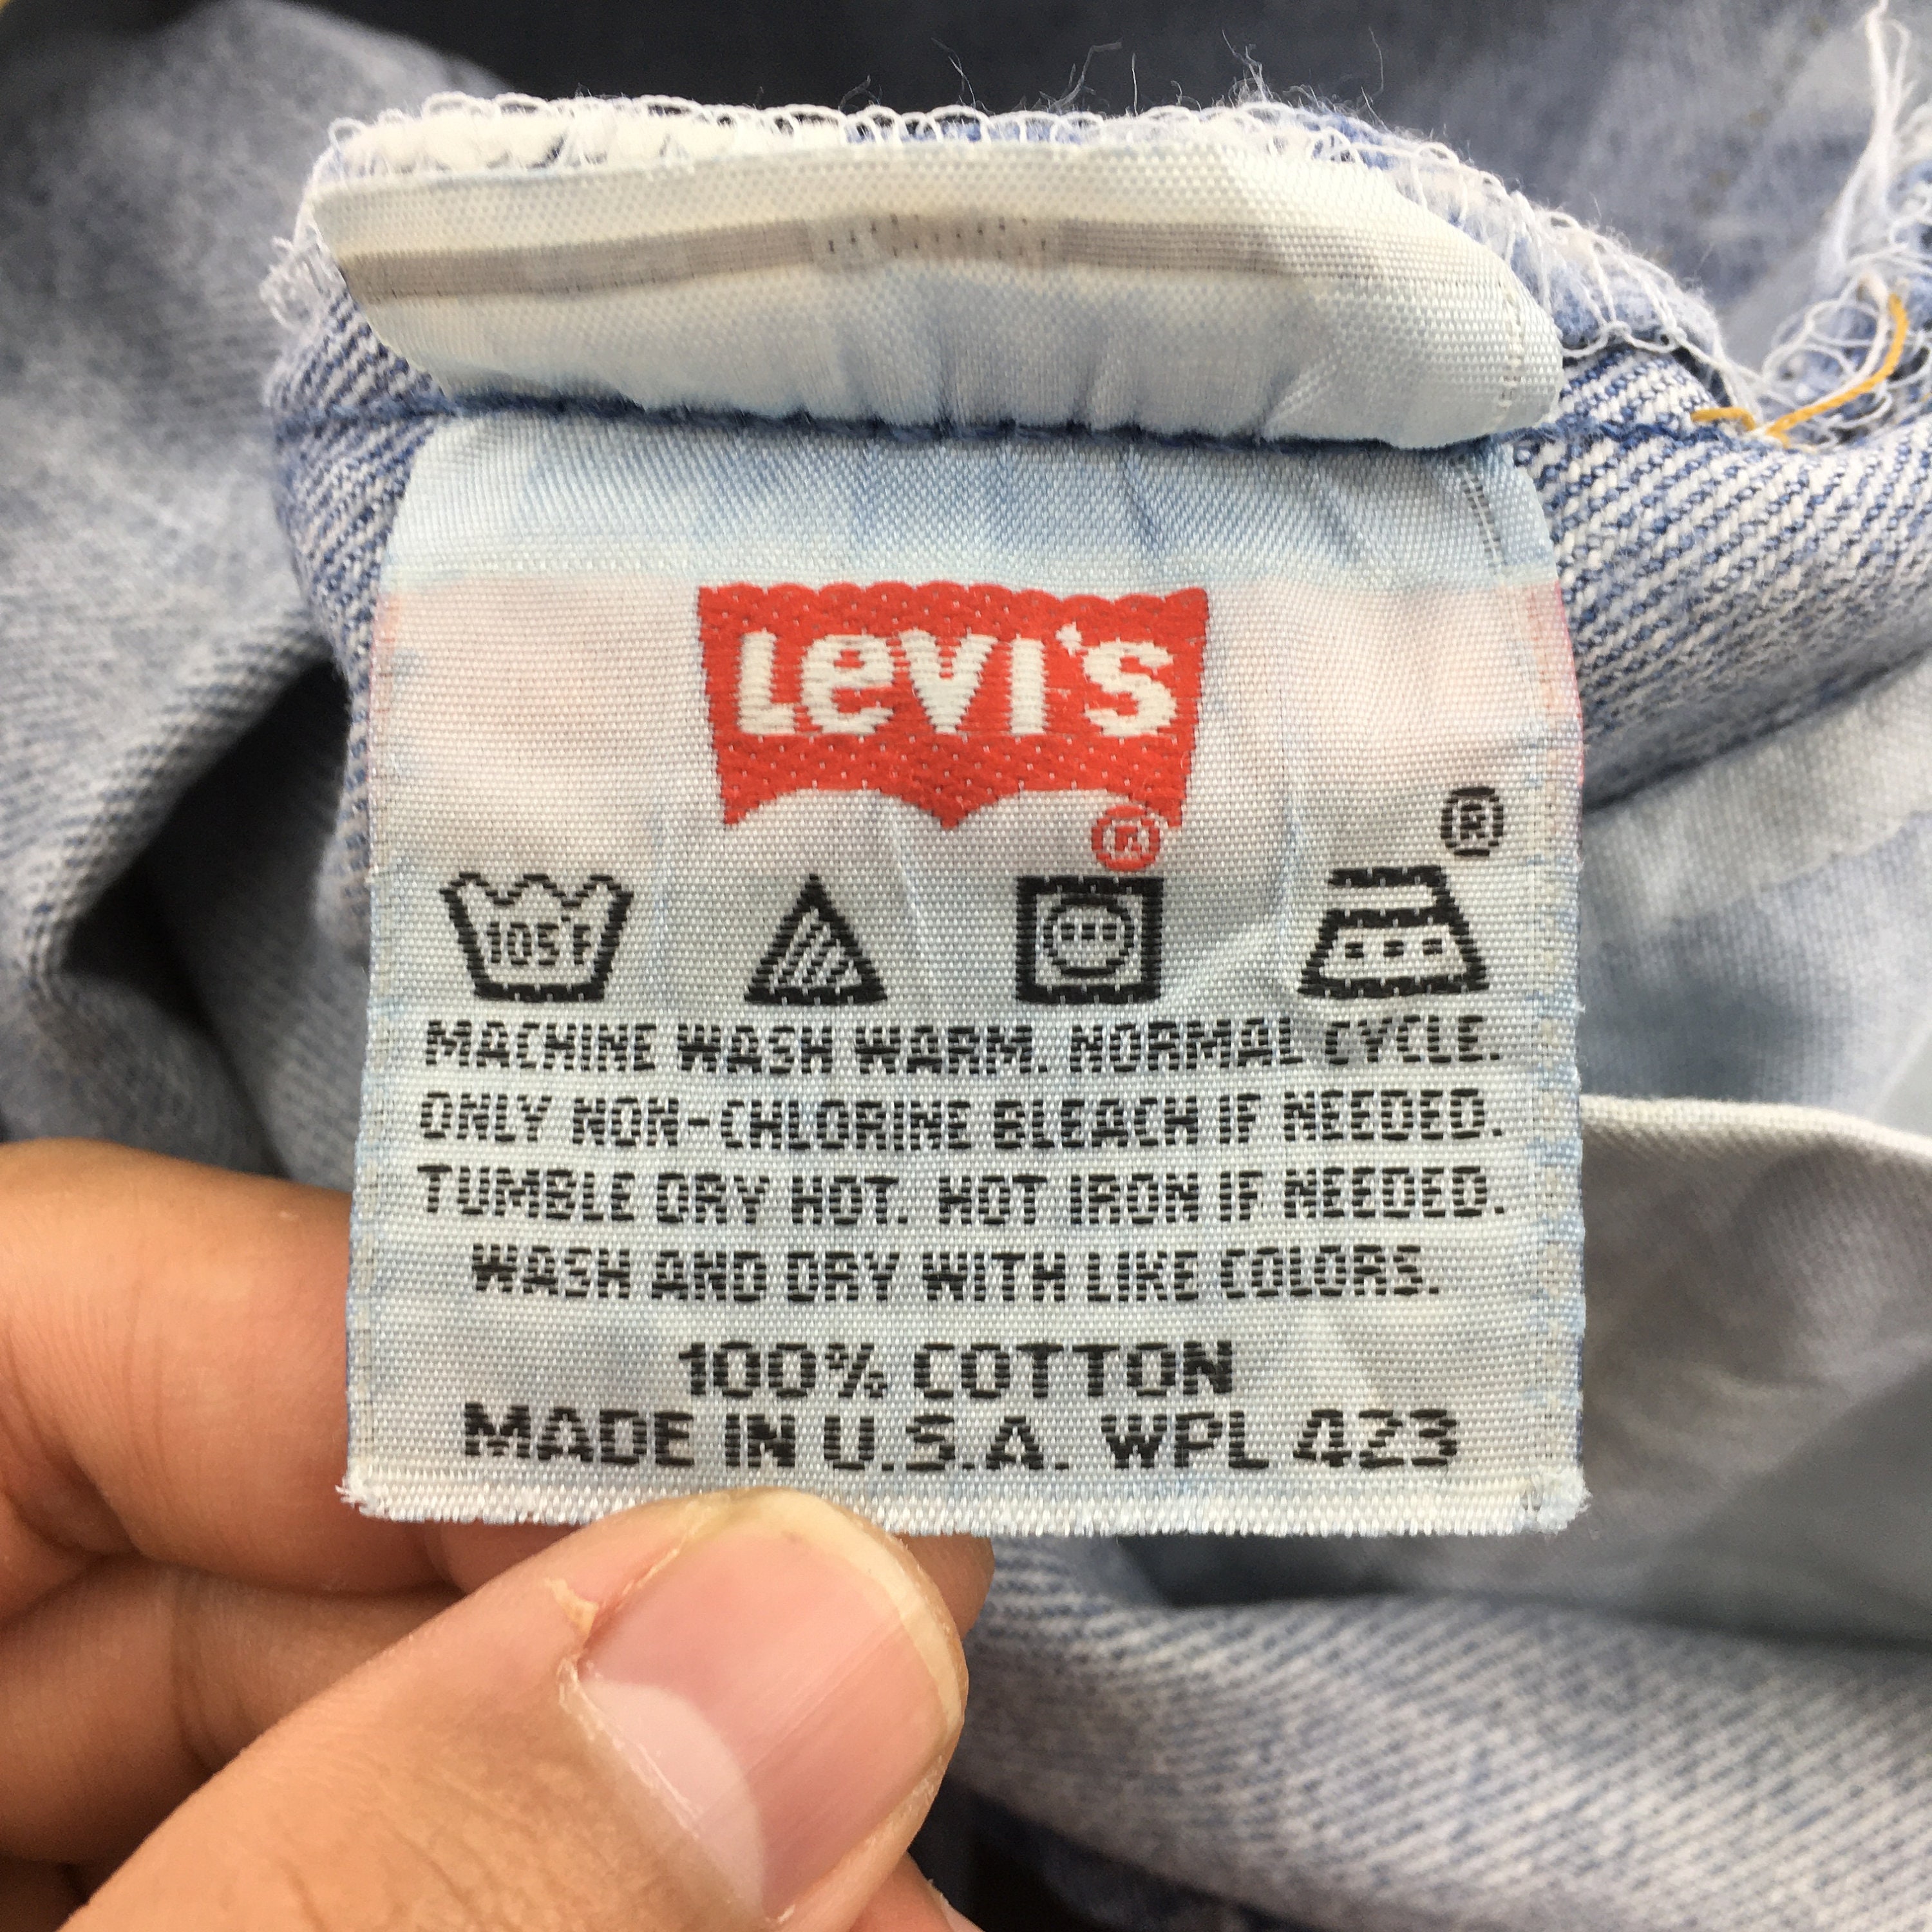 Levi's
®
®
105°F
MACHINE WASH WARM. NORMAL CYCLE.
ONLY NON-CHLORINE BLEACH IF NEEDED.
TUMBLE DRY HOT. HOT IRON IF NEEDED.
WASH AND DRY WITH LIKE COLORS.
100% COTTON
MADE IN U.S.A. WPL 423